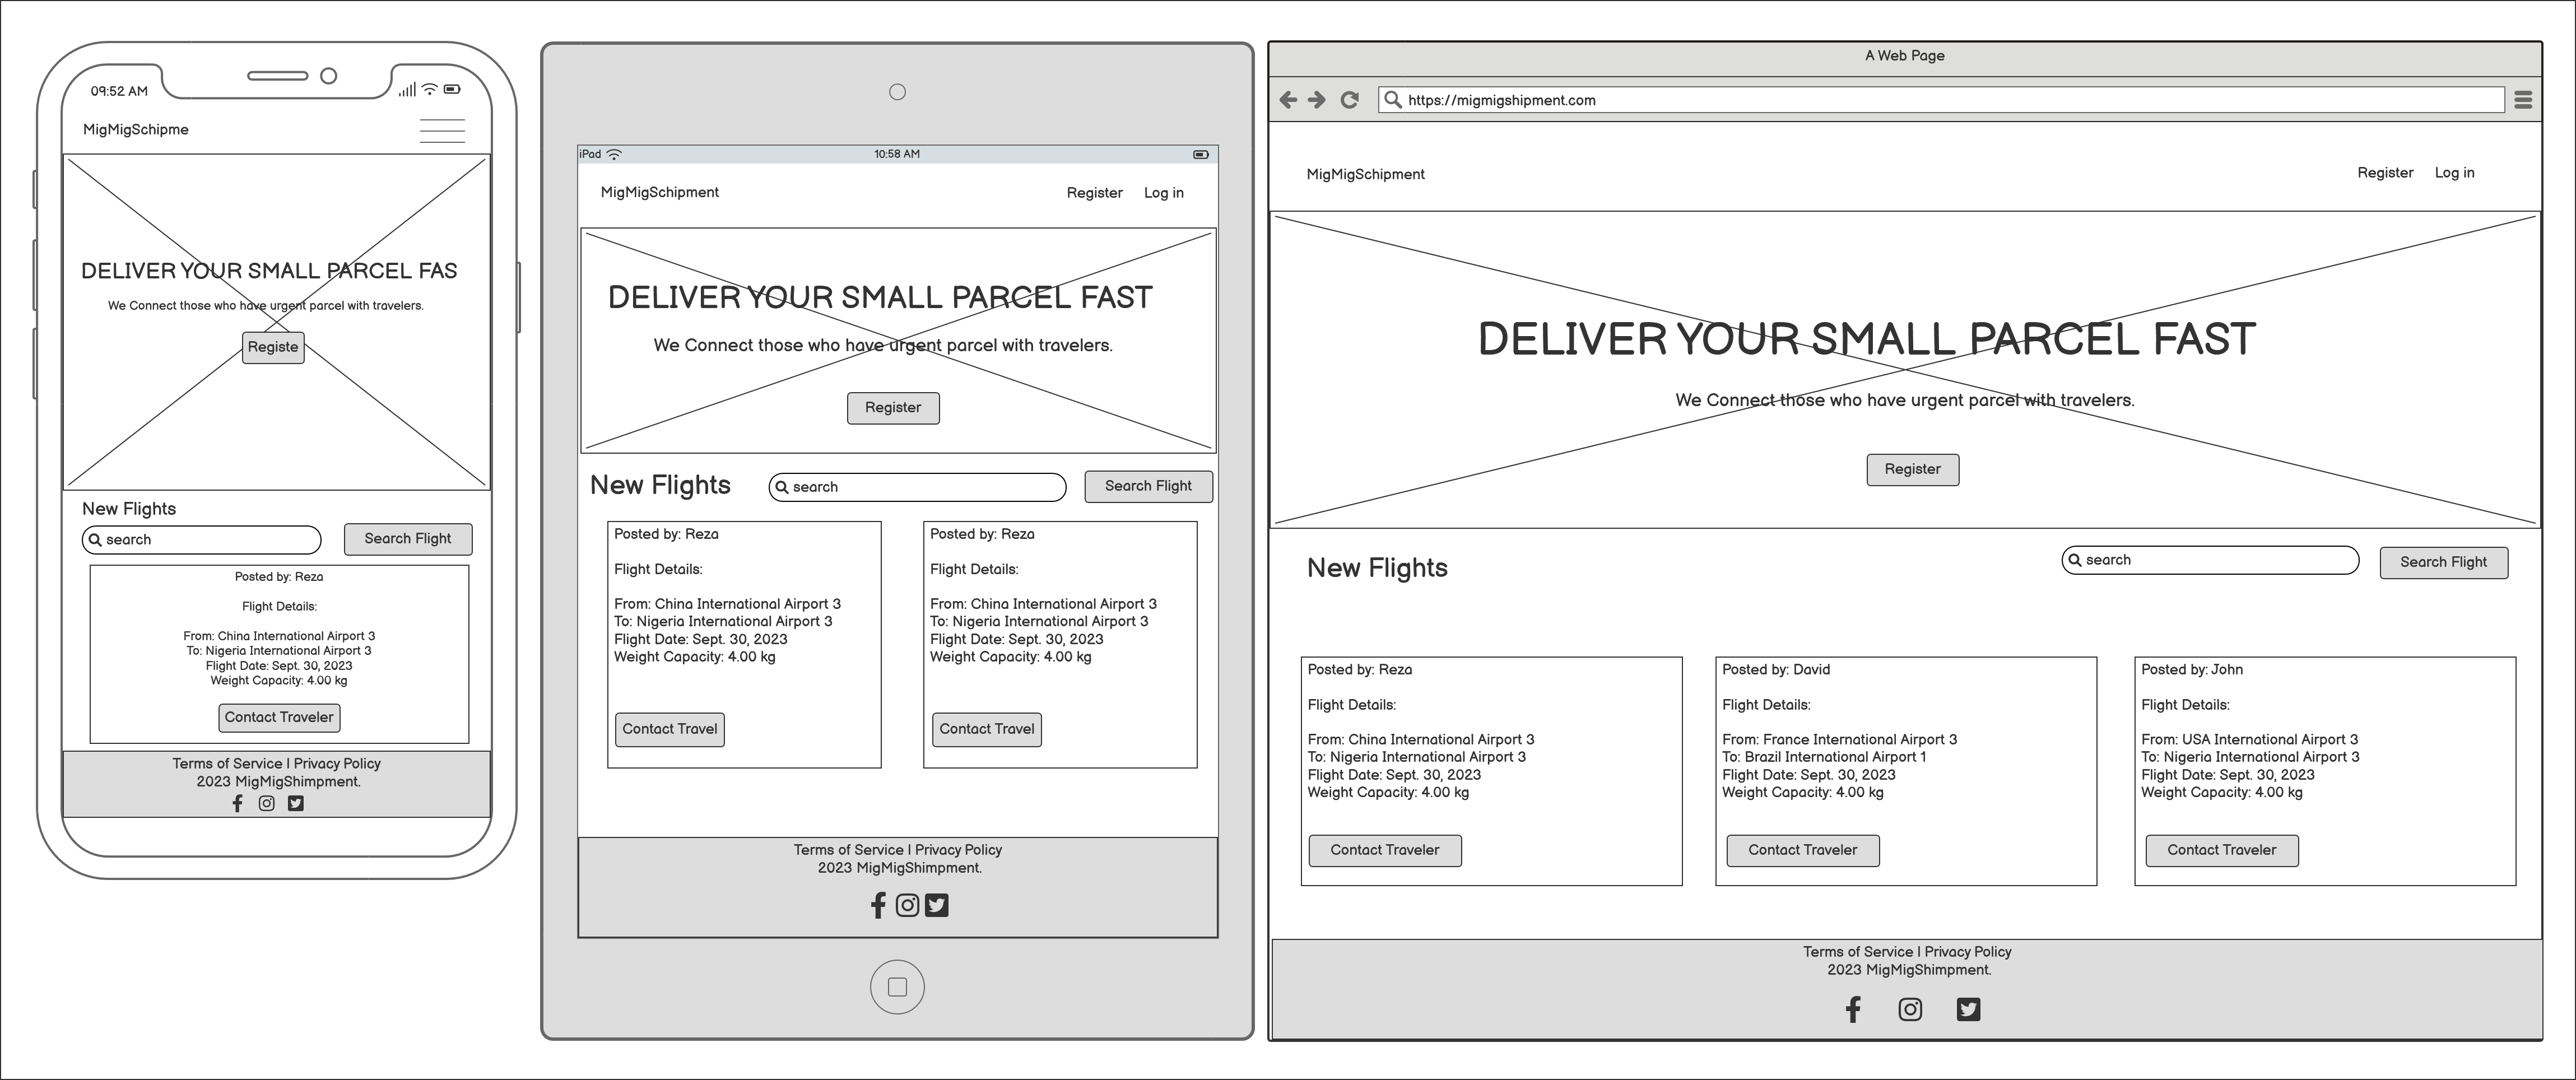 09:52 AM
MigMigSchipme
DELIVER YOUR SMALL PARCEL FAS
We Connect those who have urgent parcel with travelers.
Registe
New Flights
search
Search Flight
Posted by: Reza
Flight Details:
From: China International Airport 3
To: Nigeria International Airport 3
Flight Date: Sept. 30, 2023
Weight Capacity: 4.00 kg
Contact Traveler
Terms of Service | Privacy Policy
2023 MigMigShimpment.
iPad
10:58 AM
MigMigSchipment
Register
Log in
DELIVER YOUR SMALL PARCEL FAST
We Connect those who have urgent parcel with travelers.
Register
New Flights
search
Search Flight
Posted by: Reza
Flight Details:
From: China International Airport 3
To: Nigeria International Airport 3
Flight Date: Sept. 30, 2023
Weight Capacity: 4.00 kg
Contact Travel
Posted by: Reza
Flight Details:
From: China International Airport 3
To: Nigeria International Airport 3
Flight Date: Sept. 30, 2023
Weight Capacity: 4.00 kg
Contact Travel
Terms of Service | Privacy Policy
2023 MigMigShimpment.
A Web Page
https://migmigshipment.com
MigMigSchipment
Register
Log in
DELIVER YOUR SMALL PARCEL FAST
We Connect those who have urgent parcel with travelers.
Register
New Flights
search
Search Flight
Posted by: Reza
Flight Details:
From: China International Airport 3
To: Nigeria International Airport 3
Flight Date: Sept. 30, 2023
Weight Capacity: 4.00 kg
Contact Traveler
Posted by: David
Flight Details:
From: France International Airport 3
To: Brazil International Airport 1
Flight Date: Sept. 30, 2023
Weight Capacity: 4.00 kg
Contact Traveler
Posted by: John
Flight Details:
From: USA International Airport 3
To: Nigeria International Airport 3
Flight Date: Sept. 30, 2023
Weight Capacity: 4.00 kg
Contact Traveler
Terms of Service | Privacy Policy
2023 MigMigShimpment.